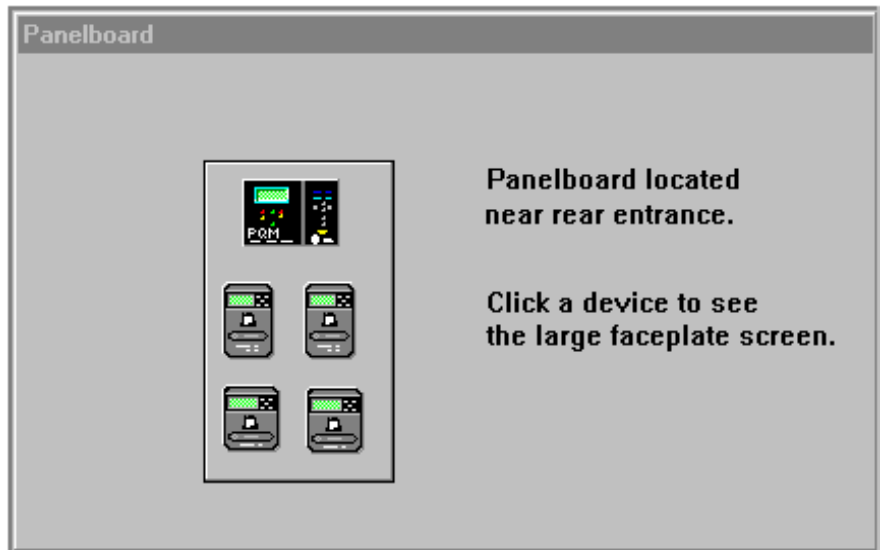 Panelboard
PQM
Panelboard located
near rear entrance.
Click a device to see
the large faceplate screen.